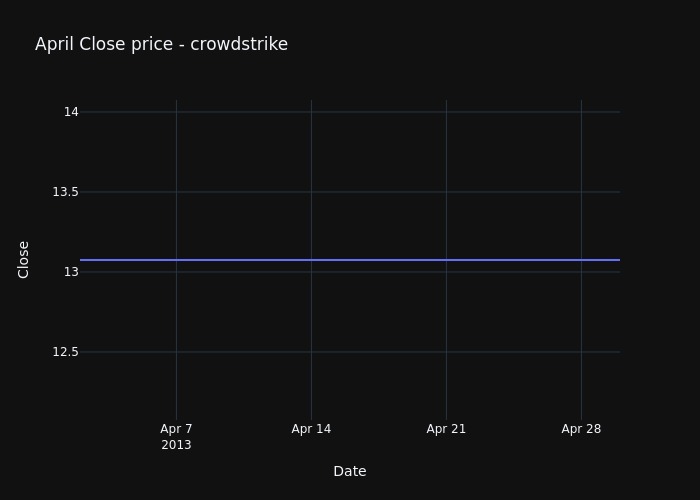 April Close price - crowdstrike
Close
14
13.5
13
12.5
Apr 7
2013
Apr 14
Apr 21
Apr 28
Date